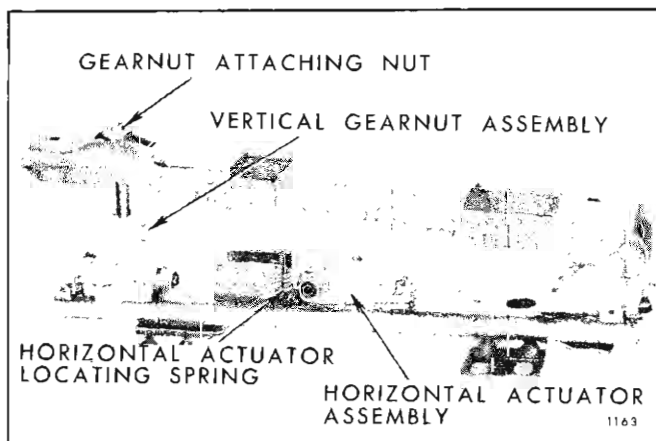 GEARNUT ATTACHING NUT
VERTICAL GEARNUT ASSEMBLY
HORIZONTAL ACTUATOR
LOCATING SPRING
HORIZONTAL ACTUATOR
ASSEMBLY
1163